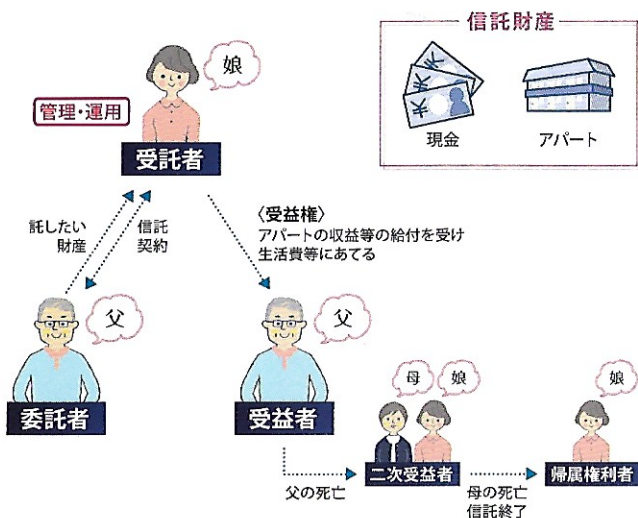 信託財産
現金
アパート
娘
管理・運用
受託者
託したい
財産
信託
契約
〈受益権〉
アパートの収益等の給付を受け
生活費等にあてる
父
委託者
父
受益者
母
娘
二次受益者
娘
帰属権利者
父の死亡
母の死亡
信託終了